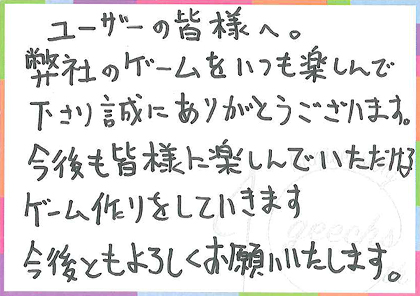 ユーザーの皆様へ。
弊社のゲームをいつも楽しんで
下さり誠にありがとうございます。
今後も皆様に楽しんでいただける
ゲーム作りをしていきます
今後ともよろしくお願いいたします。
geechs